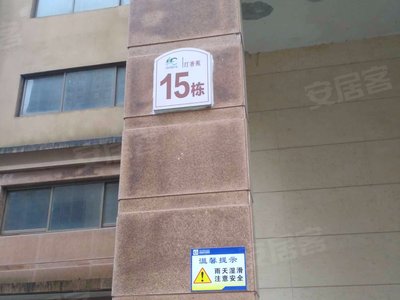 汀香苑
15栋
温馨提示
雨天湿滑
注意安全
安居客
安居客